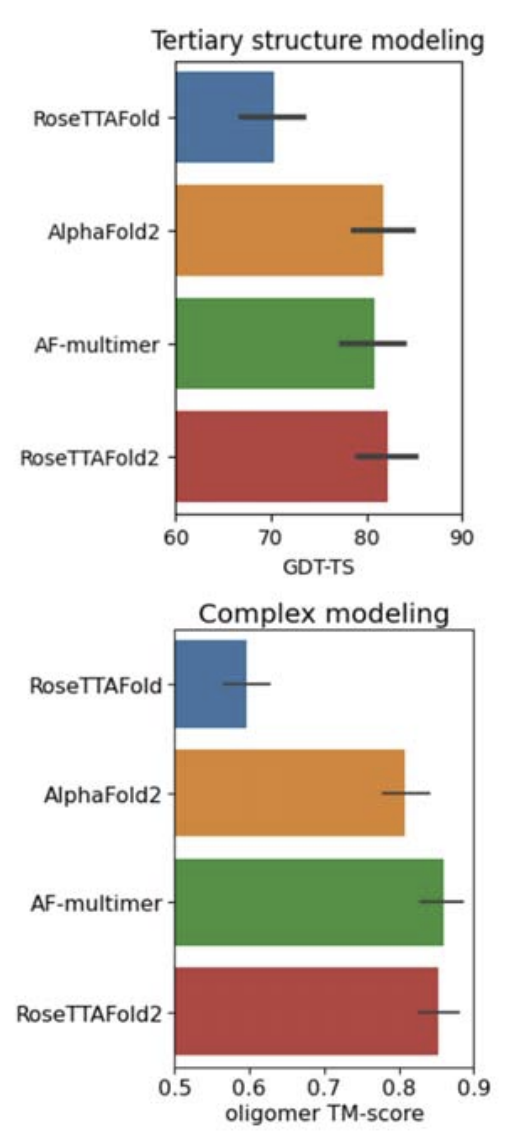 Tertiary structure modeling
RoseTTAFold
AlphaFold2
AF-multimer
RoseTTAFold2
60 70 80 90
GDT-TS
Complex modeling
RoseTTAFold
AlphaFold2
AF-multimer
RoseTTAFold2
0.5 0.6 0.7 0.8 0.9
oligomer TM-score